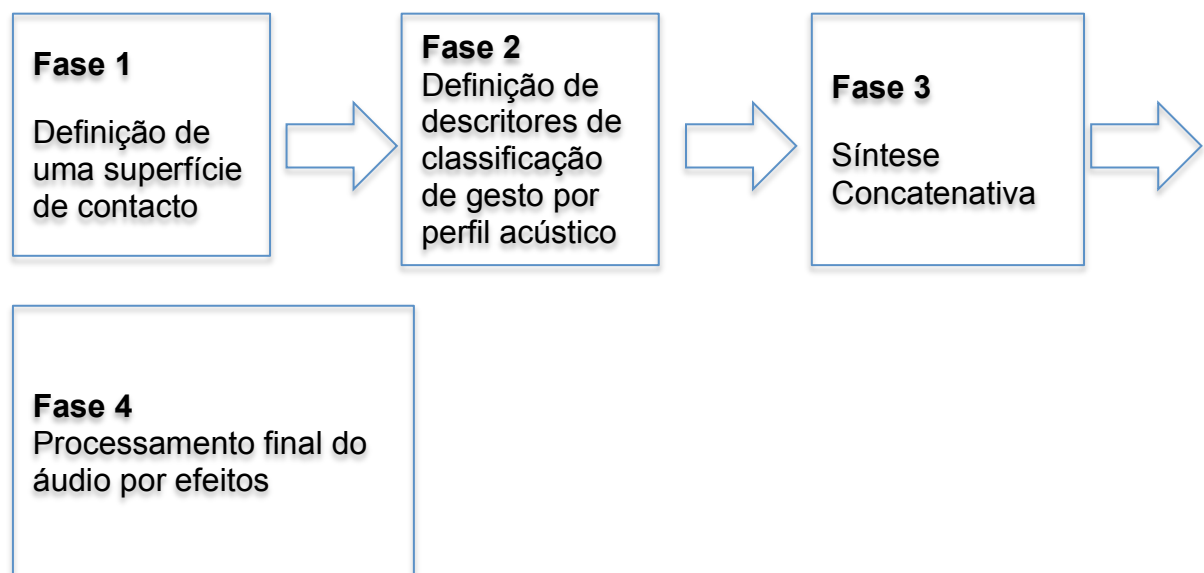 Fase 1
Definição de
uma superfície
de contacto
Fase 2
Definição de
descritores de
classificação
de gesto por
perfil acústico
Fase 3
Síntese
Concatenativa
Fase 4
Processamento final do
áudio por efeitos